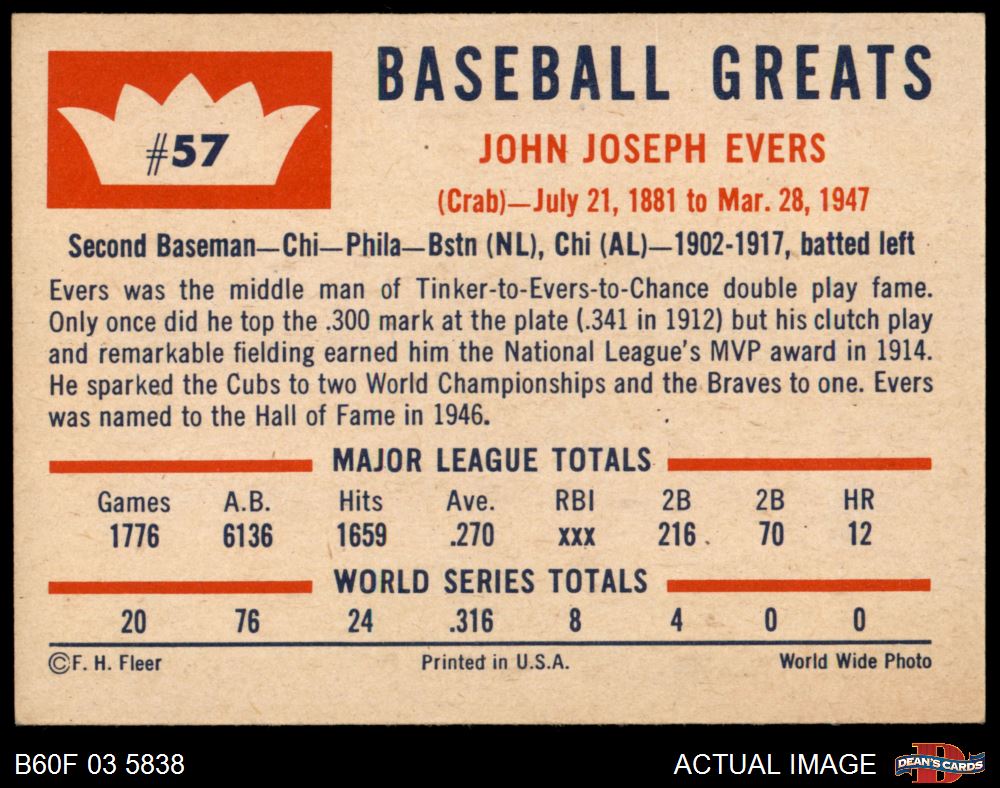 #57
BASEBALL GREATS
JOHN JOSEPH EVERS
(Crab)—July 21, 1881 to Mar. 28, 1947
Second Baseman—Chi—Phila—Bstn (NL), Chi (AL)—1902-1917, batted left
Evers was the middle man of Tinker-to-Evers-to-Chance double play fame.
Only once did he top the .300 mark at the plate (.341 in 1912) but his clutch play
and remarkable fielding earned him the National League's MVP award in 1914.
He sparked the Cubs to two World Championships and the Braves to one. Evers
was named to the Hall of Fame in 1946.
MAJOR LEAGUE TOTALS
Games A.B. Hits Ave. RBI 2B 2B HR
1776 6136 1659 .270 xxx 216 70 12
WORLD SERIES TOTALS
20 76 24 .316 8 4 0 0
©F. H. Fleer Printed in U.S.A. World Wide Photo
B60F 03 5838 ACTUAL IMAGE DEAN'S CARDS